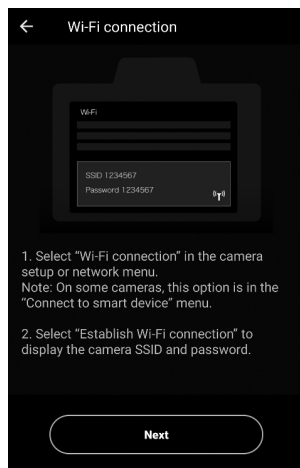 Wi-Fi connection
Wi-Fi
SSID 1234567
Password 1234567
1. Select “Wi-Fi connection” in the camera
setup or network menu.
Note: On some cameras, this option is in the
“Connect to smart device” menu.
2. Select “Establish Wi-Fi connection” to
display the camera SSID and password.
Next